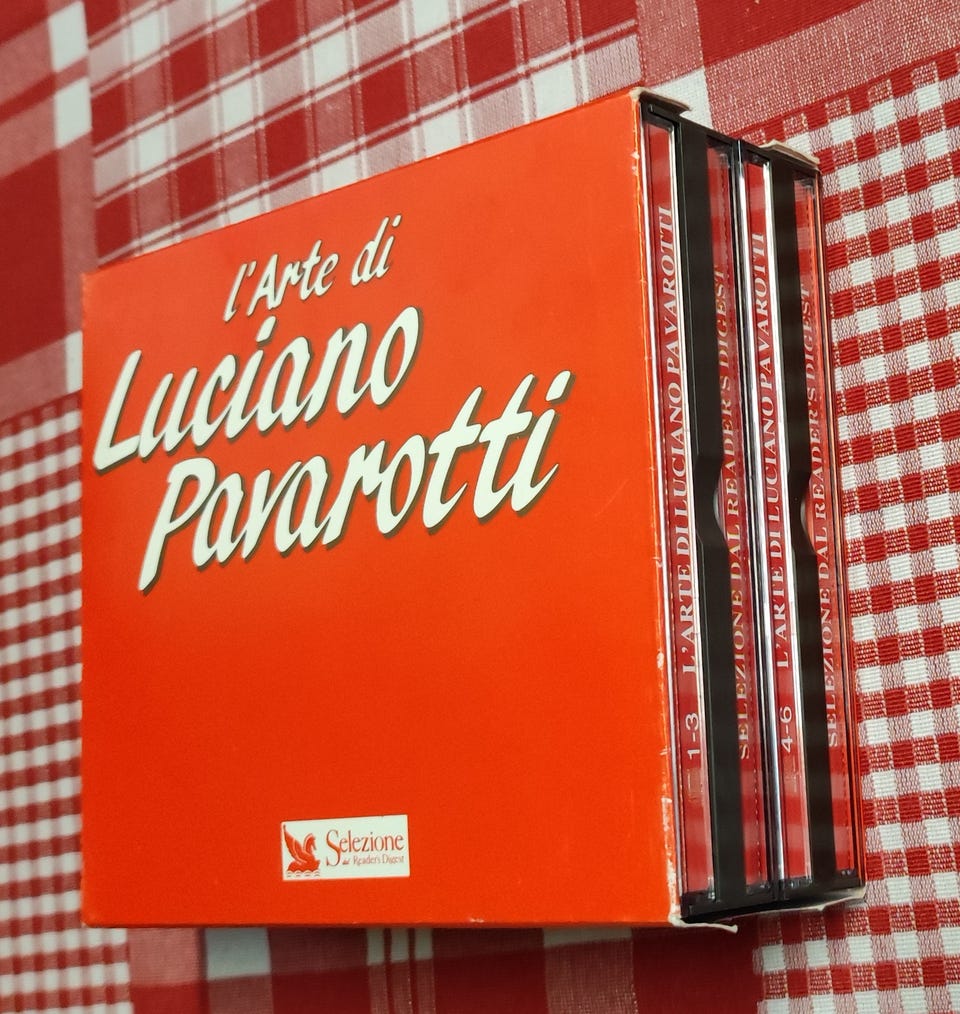 l'Arte di
Luciano
Pavarotti
Selezione
dal Reader's Digest
1-3 L'ARTE DI LUCIANO PAVAROTTI
SELEZIONE DAL READER'S DIGEST
4-6 L'ARTE DI LUCIANO PAVAROTTI
SELEZIONE DAL READER'S DIGEST